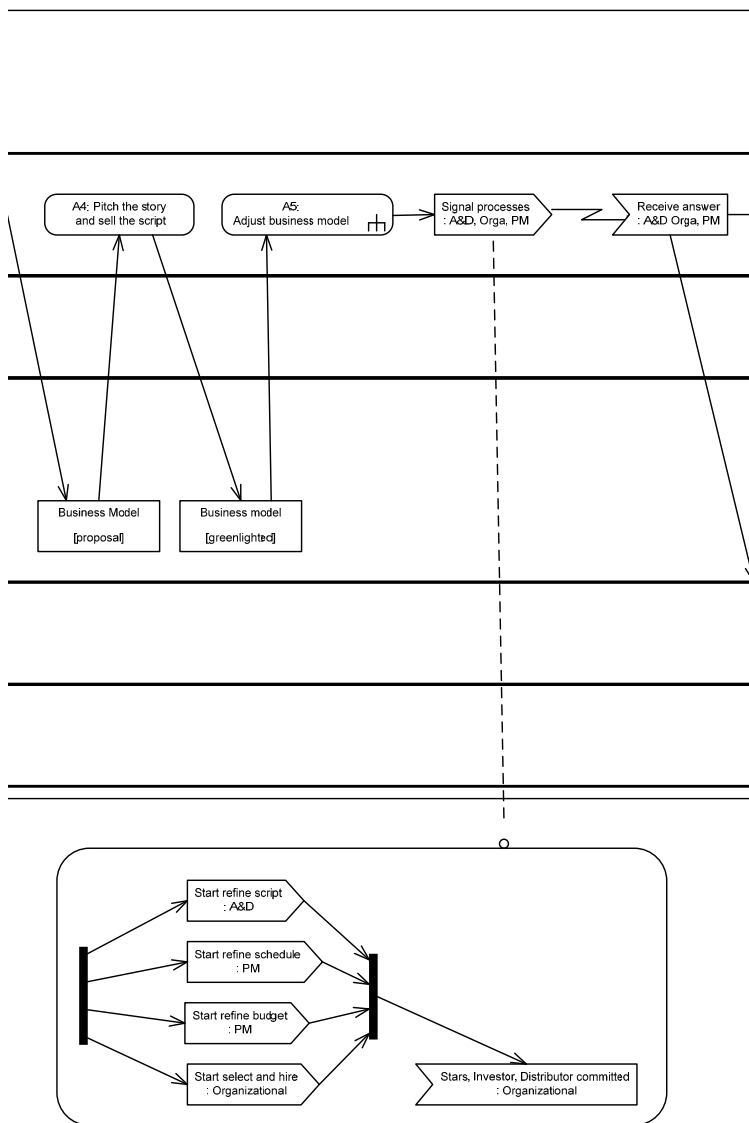 A4: Pitch the story
and sell the script
A5:
Adjust business model
Signal processes
: A&D, Orga, PM
Receive answer
: A&D Orga, PM
Business Model
[proposal]
Business model
[greenlighted]
Start refine script
: A&D
Start refine schedule
: PM
Start refine budget
: PM
Start select and hire
: Organizational
Stars, Investor, Distributor committed
: Organizational